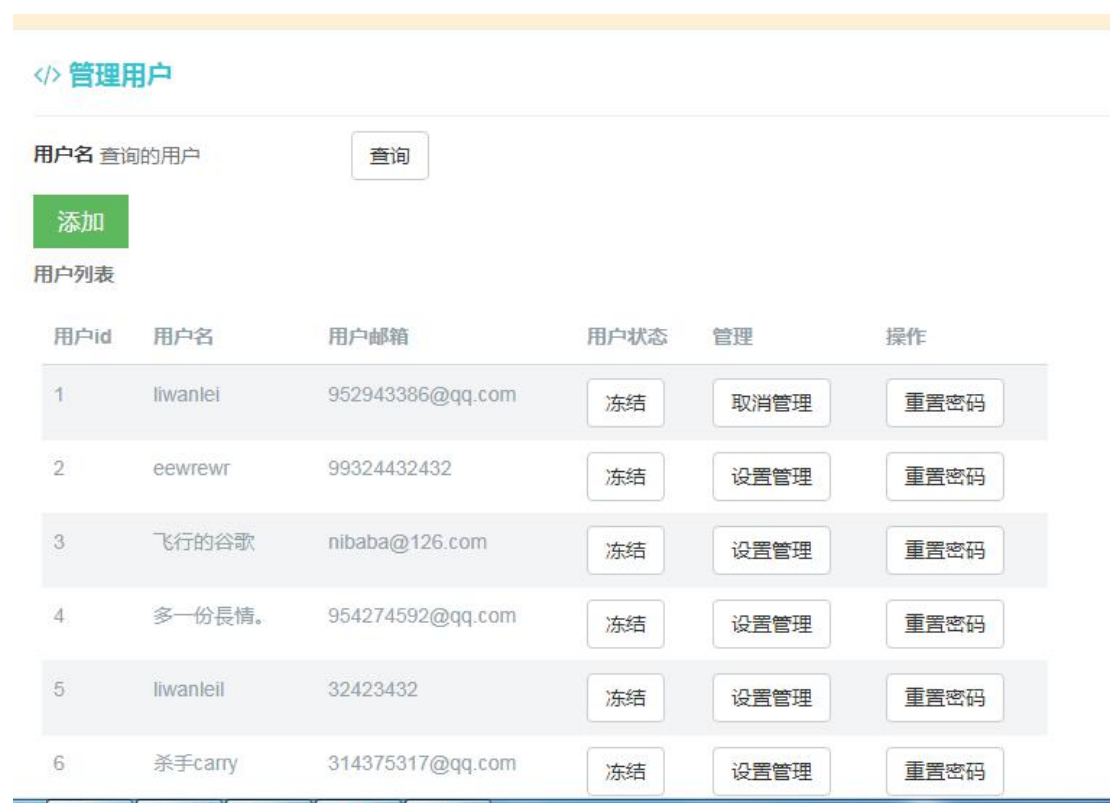 </> 管理用户
用户名 查询的用户 查询
添加
用户列表
用户id 用户名 用户邮箱 用户状态 管理 操作
1 liwanlei 952943386@qq.com 冻结 取消管理 重置密码
2 eewrewr 99324432432 冻结 设置管理 重置密码
3 飞行的谷歌 nibaba@126.com 冻结 设置管理 重置密码
4 多一份長情。 954274592@qq.com 冻结 设置管理 重置密码
5 liwanleil 32423432 冻结 设置管理 重置密码
6 杀手carry 314375317@qq.com 冻结 设置管理 重置密码